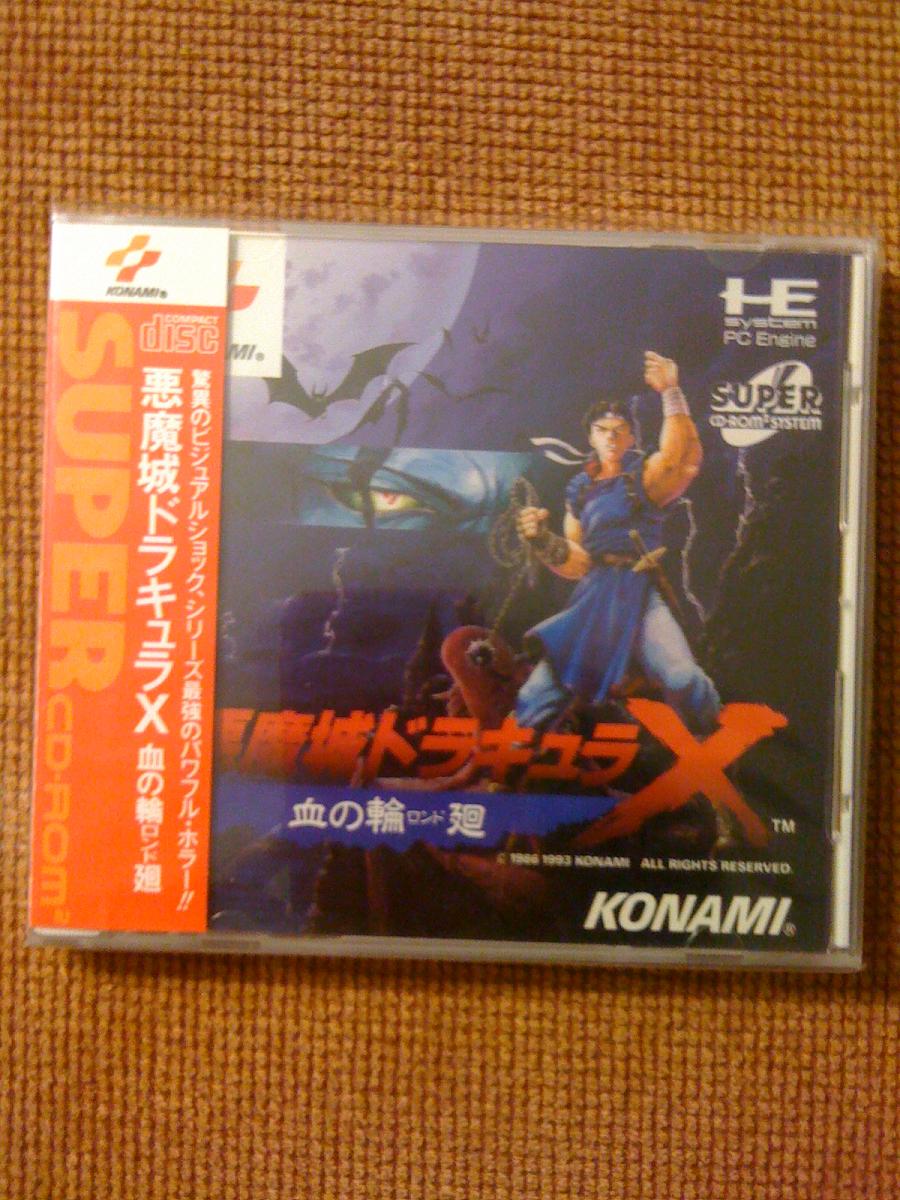 KONAMI®
COMPACT
disc
SUPER CD-ROM²
驚異のビジュアルショック、シリーズ最強のパワフル・ホラー!!
悪魔城ドラキュラX 血の輪廻
ロンド
MI®
HE
system
PC Engine
SUPER
CD-ROM² SYSTEM
悪魔城ドラキュラX
TM
血の輪廻
ロンド
© 1986 1993 KONAMI ALL RIGHTS RESERVED.
KONAMI®